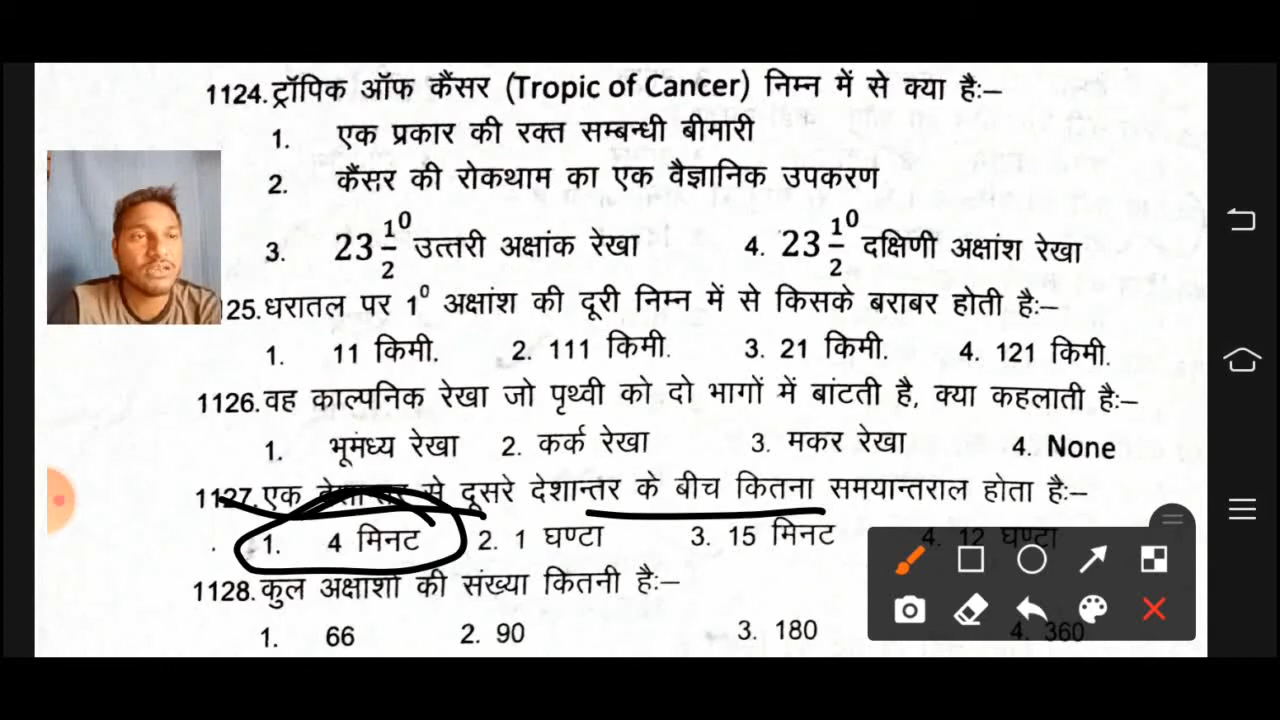 1124. ट्रॉपिक ऑफ कैंसर (Tropic of Cancer) निम्न में से क्या है:–
1. एक प्रकार की रक्त सम्बन्धी बीमारी
2. कैंसर की रोकथाम का एक वैज्ञानिक उपकरण
3. 23 1/2⁰ उत्तरी अक्षांक रेखा 4. 23 1/2⁰ दक्षिणी अक्षांश रेखा
125. धरातल पर 1⁰ अक्षांश की दूरी निम्न में से किसके बराबर होती है:–
1. 11 किमी. 2. 111 किमी. 3. 21 किमी. 4. 121 किमी.
1126. वह काल्पनिक रेखा जो पृथ्वी को दो भागों में बांटती है, क्या कहलाती है:–
1. भूमंध्य रेखा 2. कर्क रेखा 3. मकर रेखा 4. None
1127. एक से दूसरे देशान्तर के बीच कितना समयान्तराल होता है:–
1. 4 मिनट 2. 1 घण्टा 3. 15 मिनट 4. 12 घण्टा
1128. कुल अक्षाशों की संख्या कितनी है:–
1. 66 2. 90 3. 180 4. 360